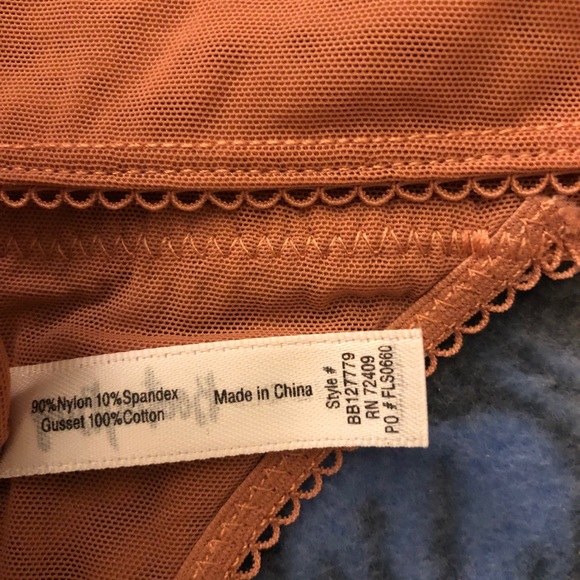 90%Nylon 10%Spandex
Gusset 100%Cotton
Made in China
Style #
BB127779
RN 72409
PO # FLS0660